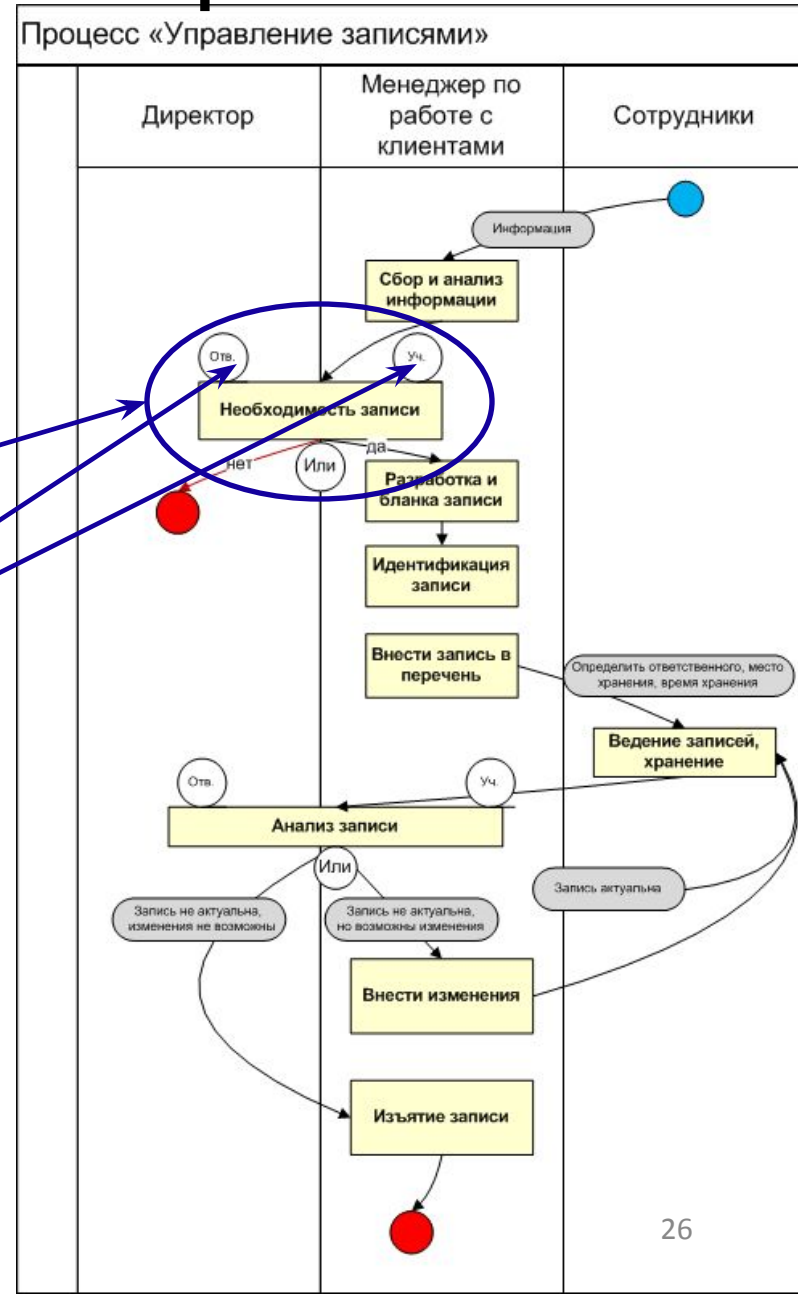 Процесс «Управление записями»
Директор
Менеджер по
работе с
клиентами
Сотрудники
Информация
Сбор и анализ
информации
Отв.
Уч.
Необходимость записи
нет
Или
да
Разработка и
бланка записи
Идентификация
записи
Внести запись в
перечень
Определить ответственного, место
хранения, время хранения
Ведение записей,
хранение
Отв.
Уч.
Анализ записи
Или
Запись не актуальна,
изменения не возможны
Запись не актуальна,
но возможны изменения
Запись актуальна
Внести изменения
Изъятие записи
26